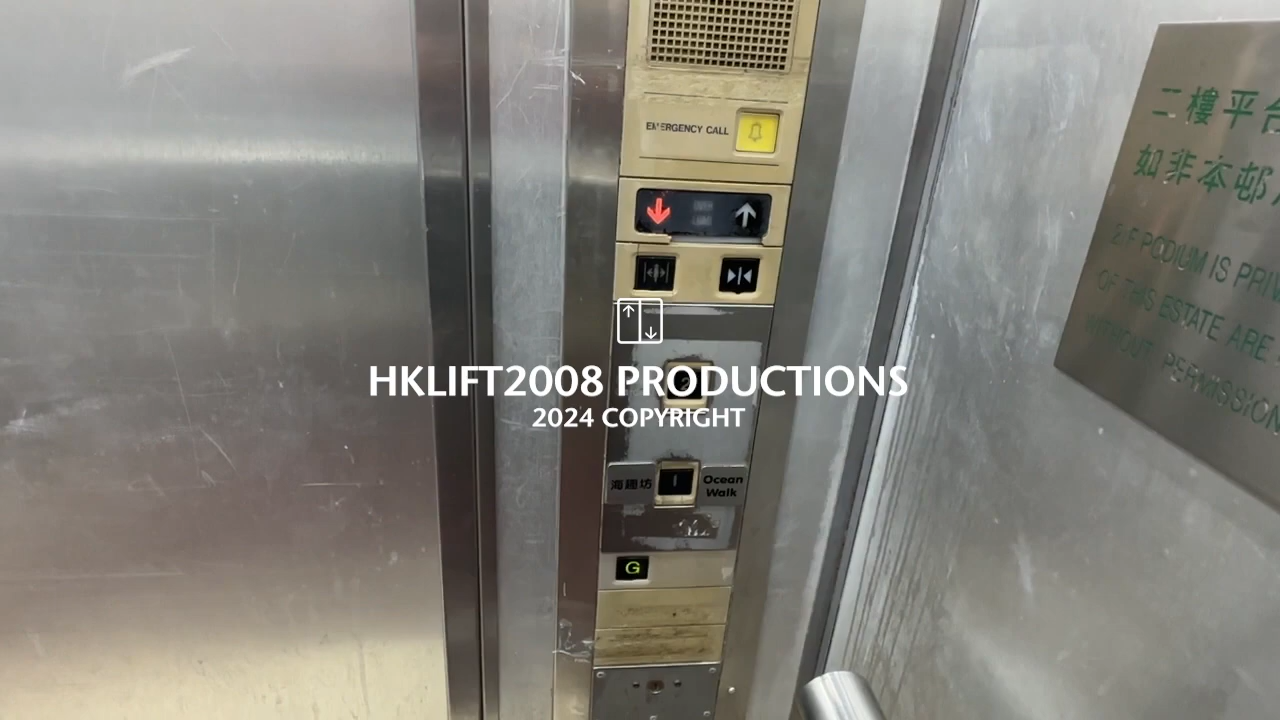 EMERGENCY CALL
HKLIFT2008 PRODUCTIONS
2024 COPYRIGHT
海趣坊
1
Ocean
Walk
G
二樓平台
如非本邨
2/F PODIUM IS PRIV
OF THIS ESTATE ARE
WITHOUT PERMISSION